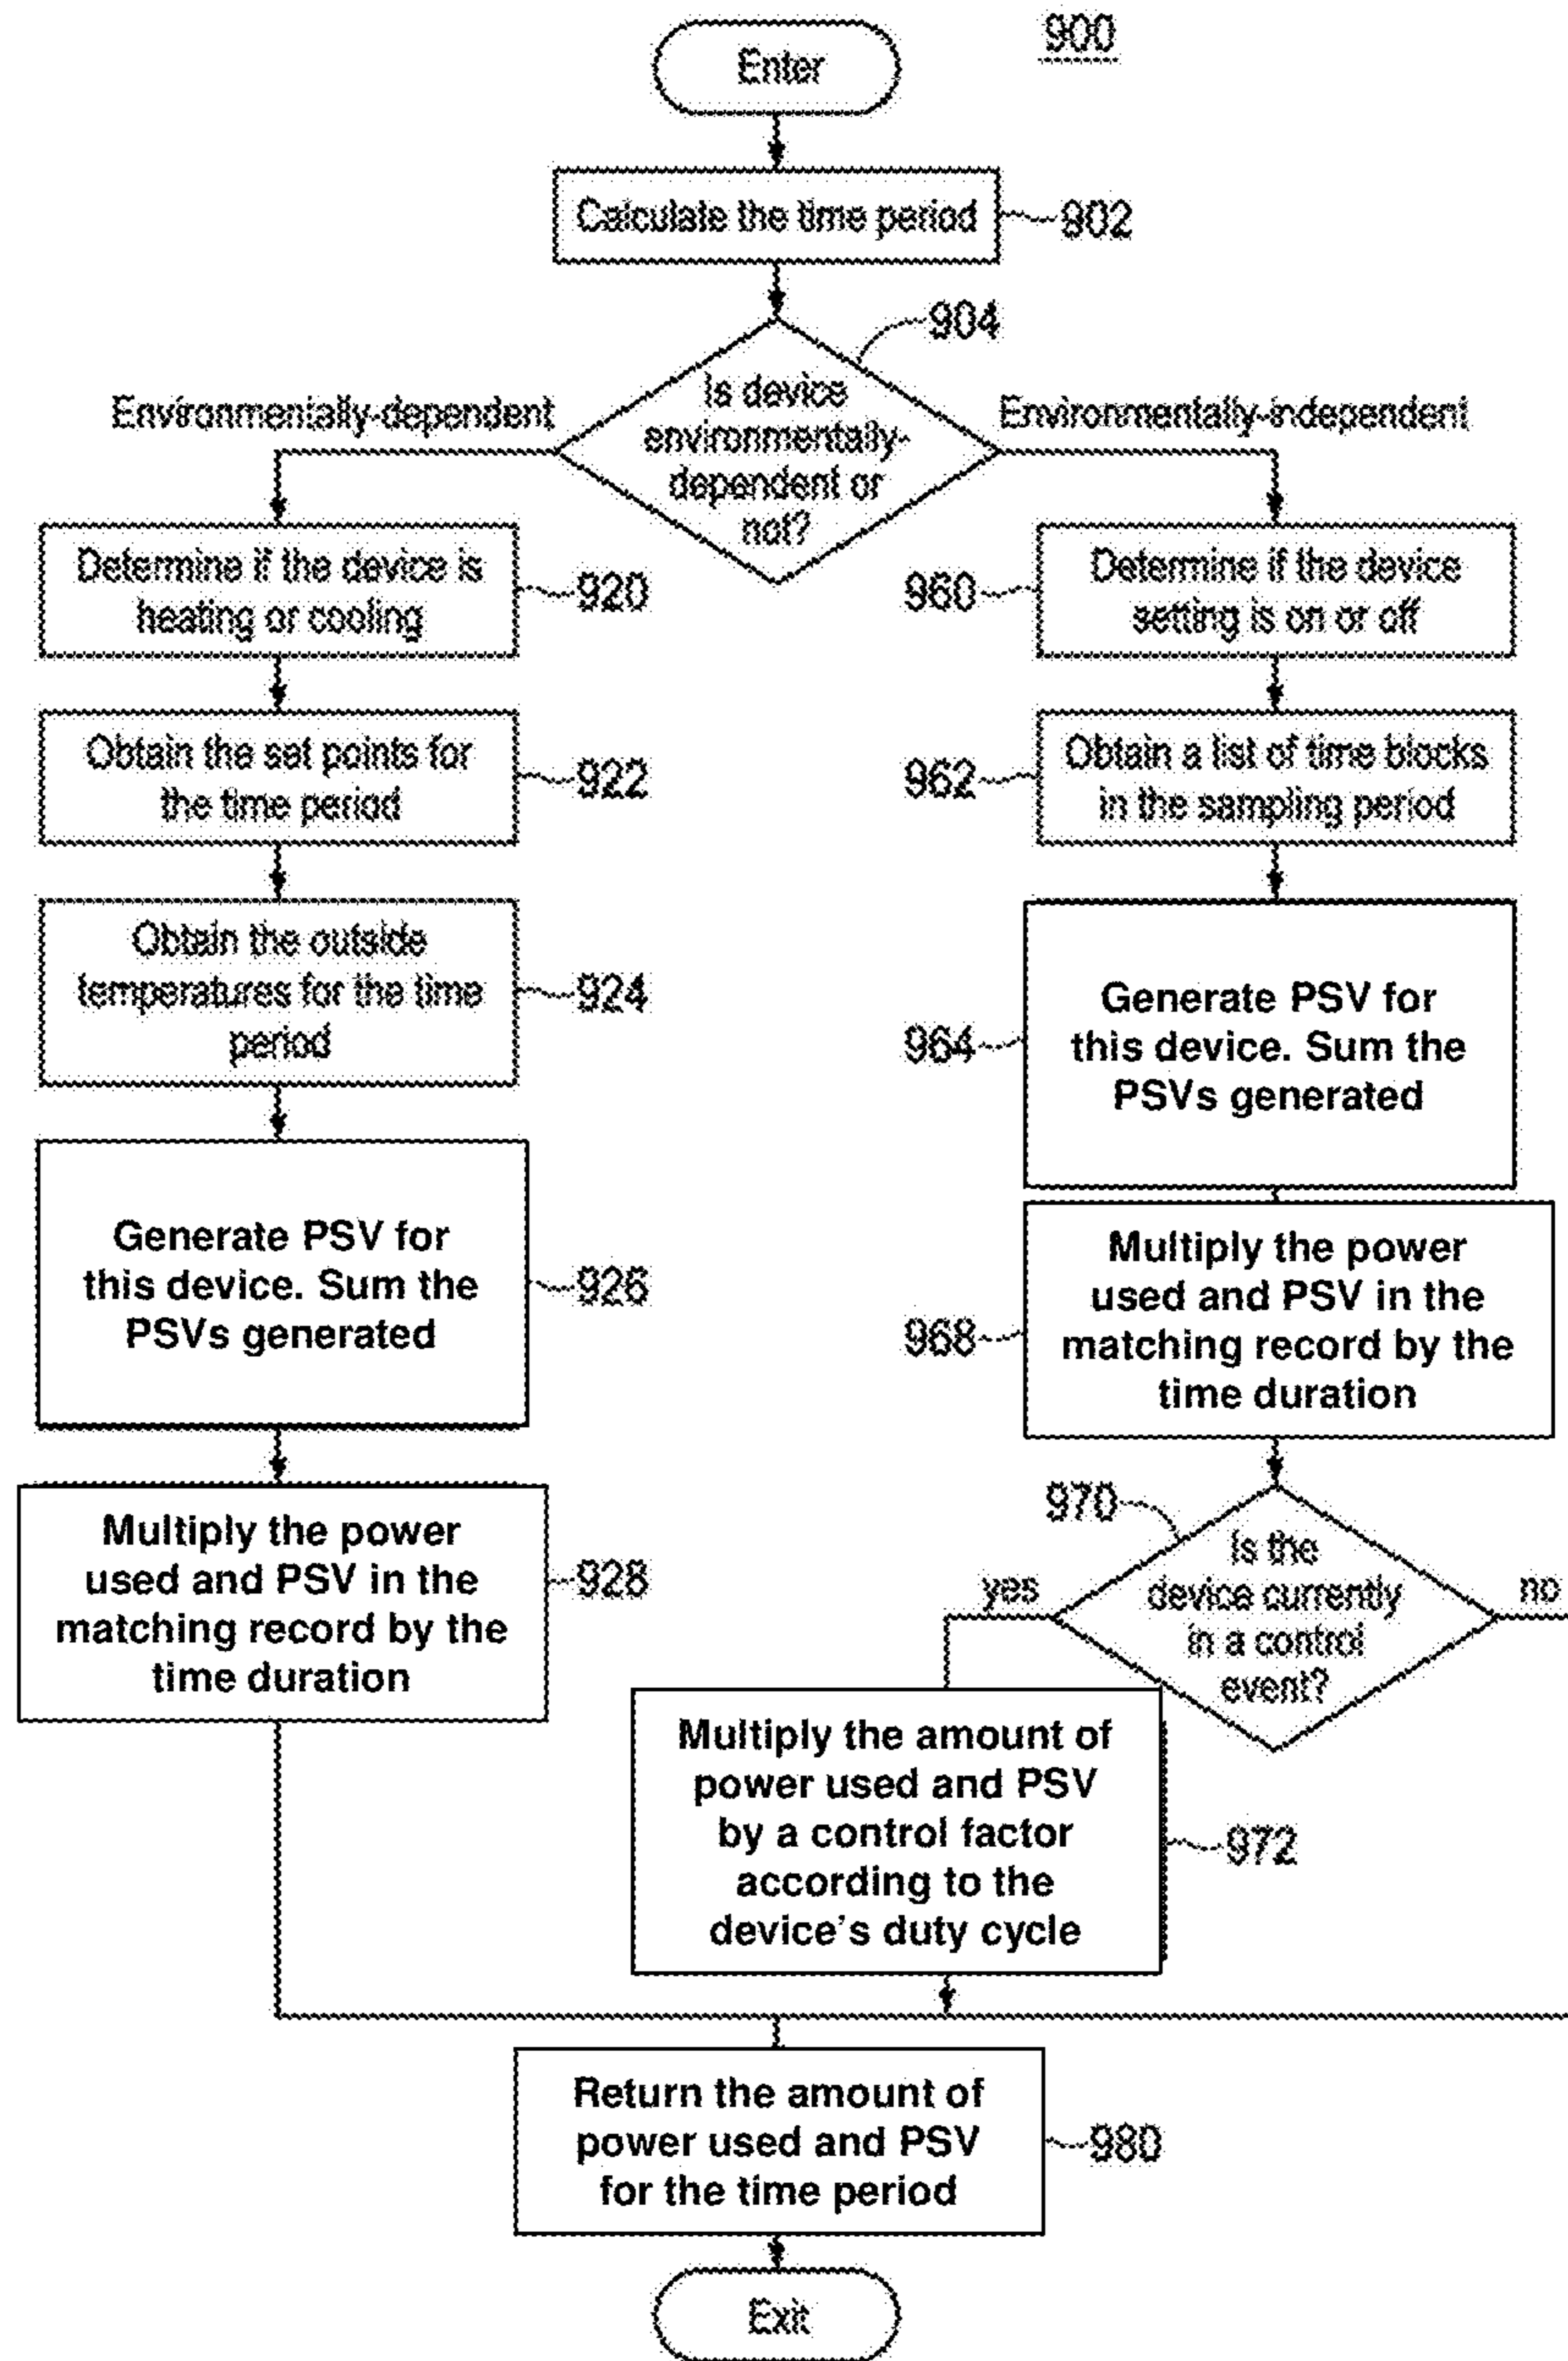 900
Enter
Calculate the time period
902
904
Is device
environmentally-
dependent or
not?
Environmentally-dependent
Environmentally-independent
Determine if the device is
heating or cooling
920
Obtain the set points for
the time period
922
Obtain the outside
temperatures for the time
period
924
Generate PSV for
this device. Sum the
PSVs generated
926
Multiply the power
used and PSV in the
matching record by the
time duration
928
960
Determine if the device
setting is on or off
962
Obtain a list of time blocks
in the sampling period
964
Generate PSV for
this device. Sum the
PSVs generated
968
Multiply the power
used and PSV in the
matching record by the
time duration
970
Is the
device currently
in a control
event?
yes
no
Multiply the amount of
power used and PSV
by a control factor
according to the
device's duty cycle
972
Return the amount of
power used and PSV
for the time period
980
Exit